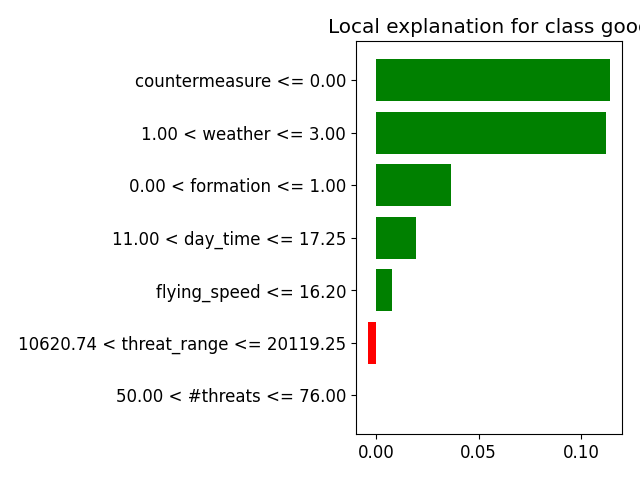 Local explanation for class good
countermeasure <= 0.00
1.00 < weather <= 3.00
0.00 < formation <= 1.00
11.00 < day_time <= 17.25
flying_speed <= 16.20
10620.74 < threat_range <= 20119.25
50.00 < #threats <= 76.00
0.00 0.05 0.10